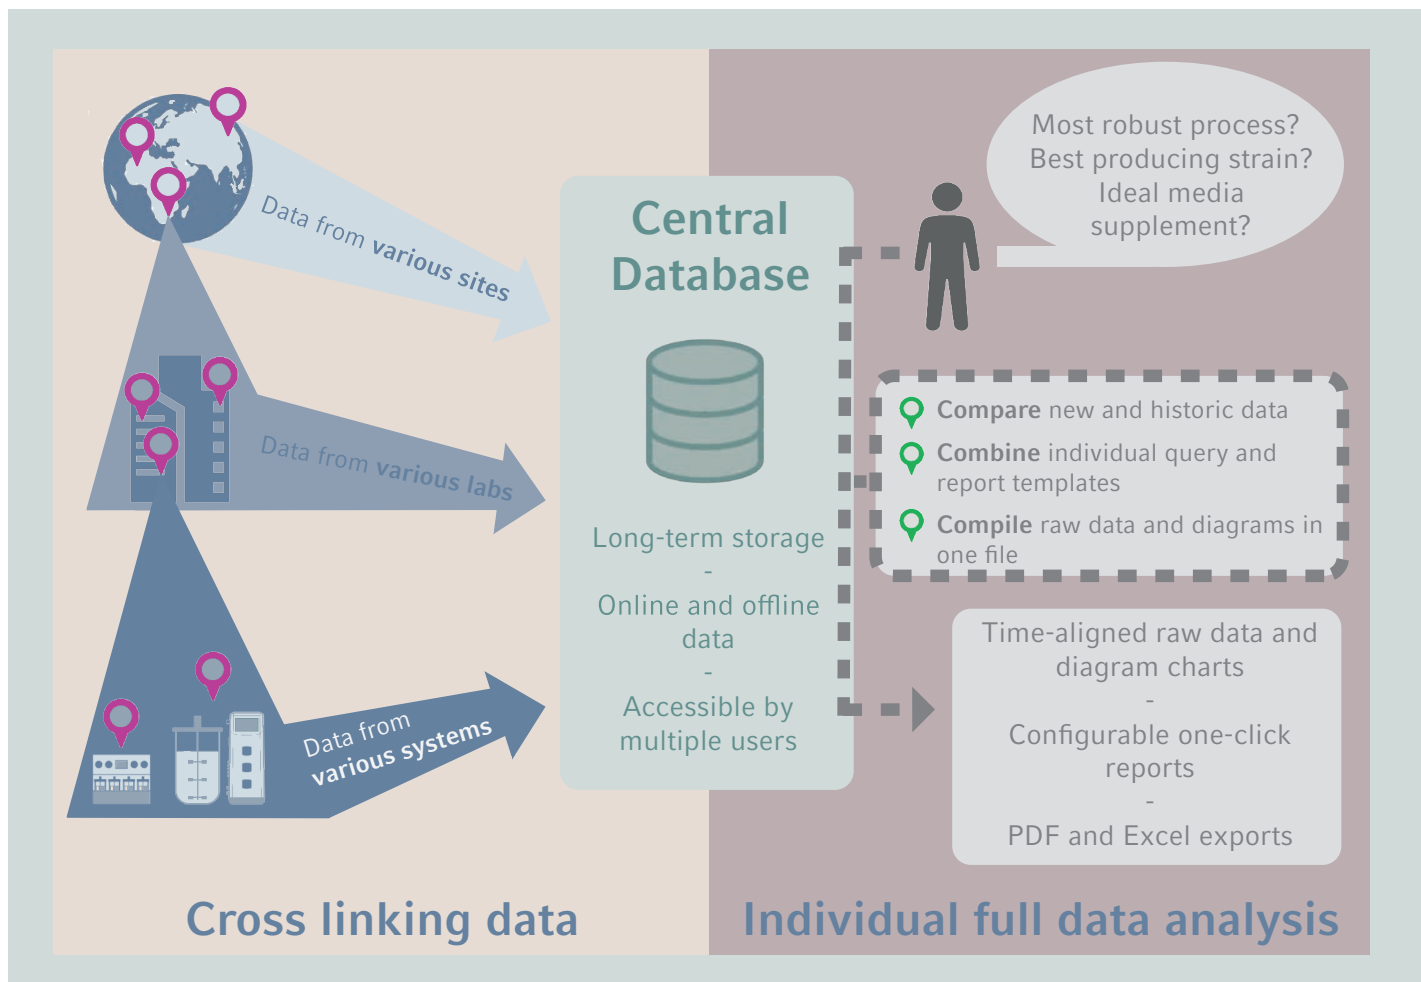 Data from various sites
Data from various labs
Data from
various systems
Cross linking data
Central
Database
Long-term storage
-
Online and offline
data
-
Accessible by
multiple users
Most robust process?
Best producing strain?
Ideal media
supplement?
Compare new and historic data
Combine individual query and
report templates
Compile raw data and diagrams in
one file
Time-aligned raw data and
diagram charts
-
Configurable one-click
reports
-
PDF and Excel exports
Individual full data analysis